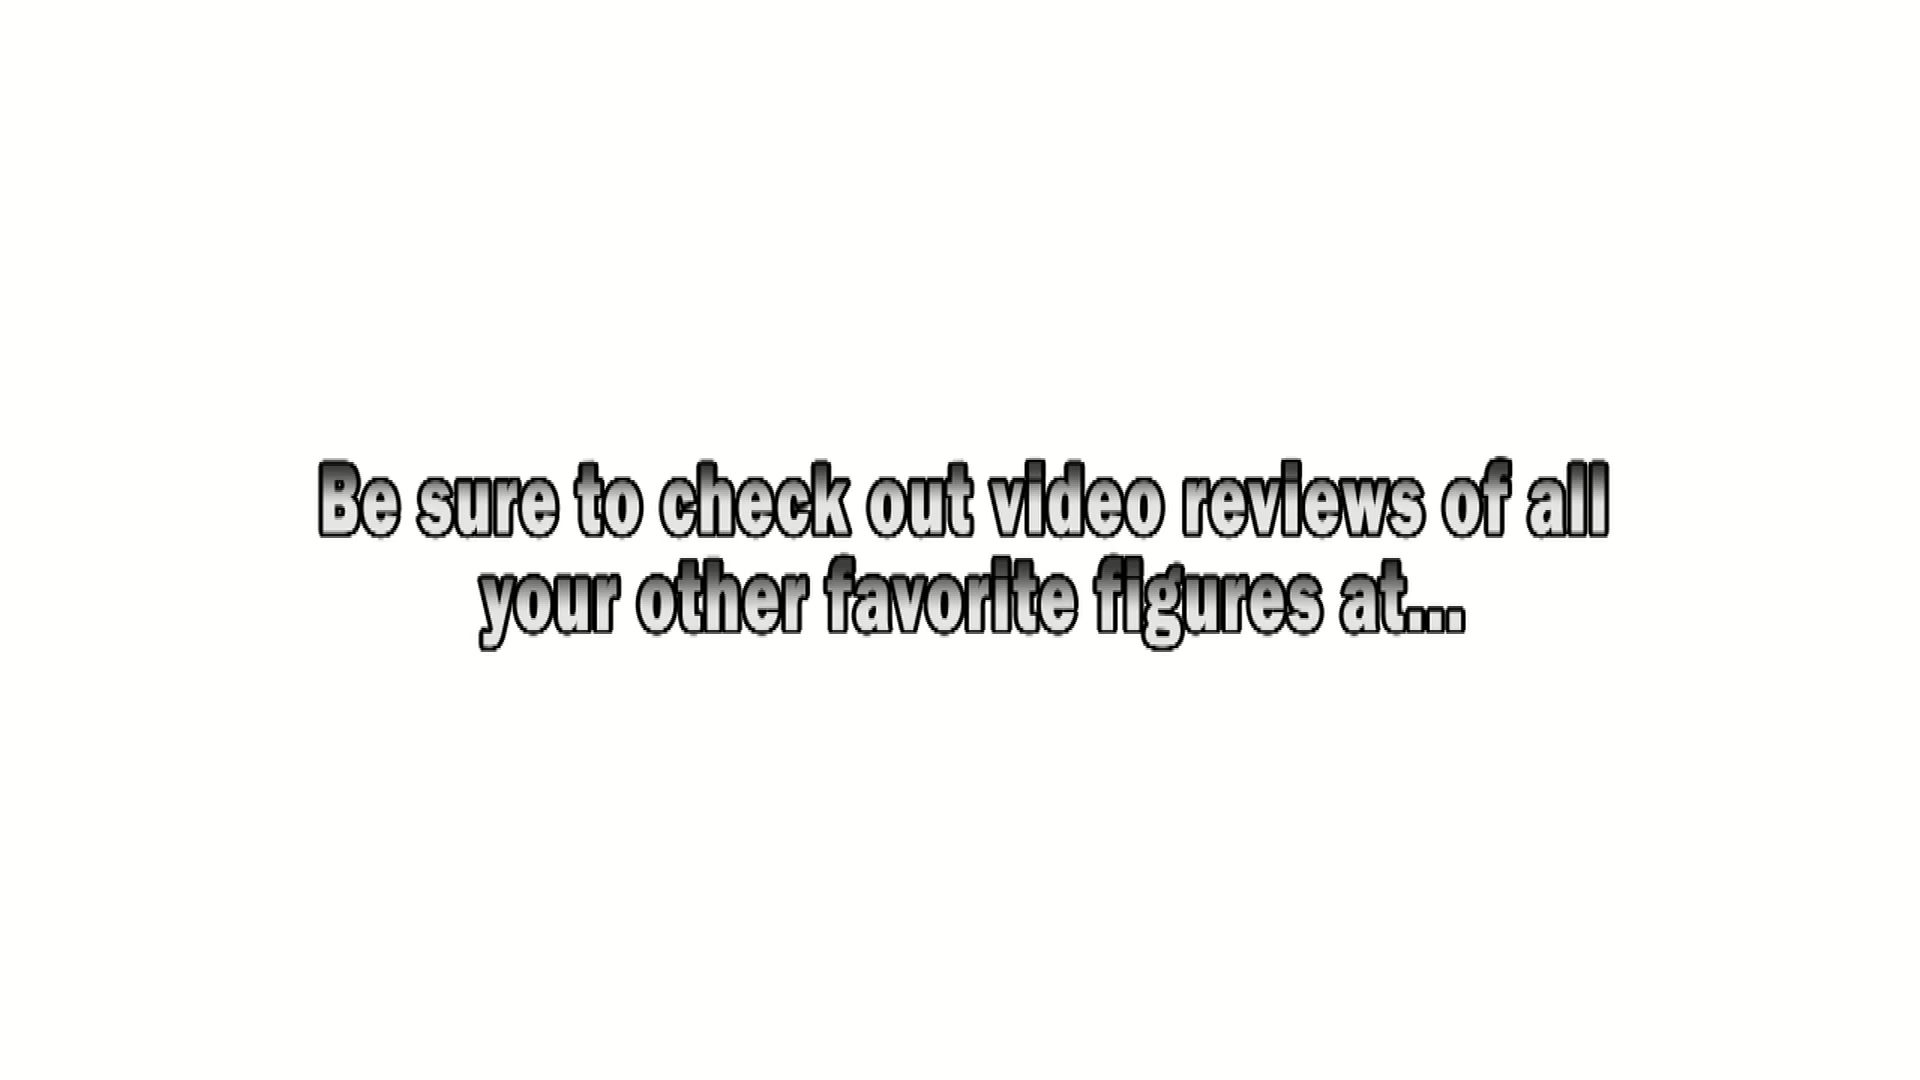 Be sure to check out video reviews of all
your other favorite figures at...